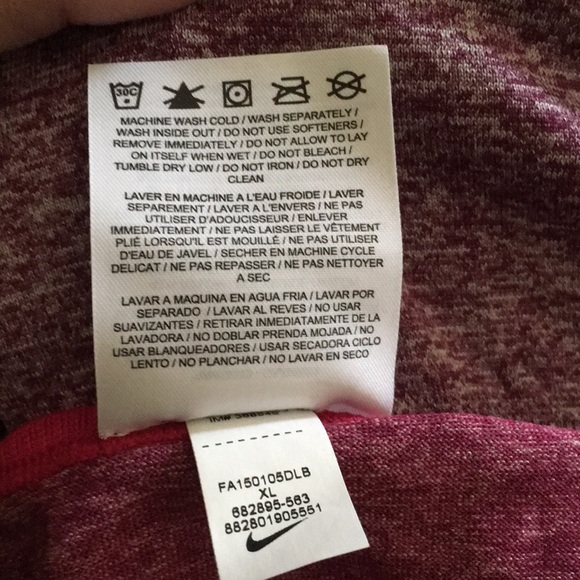 30C
MACHINE WASH COLD / WASH SEPARATELY /
WASH INSIDE OUT / DO NOT USE SOFTENERS /
REMOVE IMMEDIATELY / DO NOT ALLOW TO LAY
ON ITSELF WHEN WET / DO NOT BLEACH /
TUMBLE DRY LOW / DO NOT IRON / DO NOT DRY
CLEAN
LAVER EN MACHINE A L'EAU FROIDE / LAVER
SEPAREMENT / LAVER A L'ENVERS / NE PAS
UTILISER D'ADOUCISSEUR / ENLEVER
IMMEDIATEMENT / NE PAS LAISSER LE VÊTEMENT
PLIÉ LORSQU'IL EST MOUILLÉ / NE PAS UTILISER
D'EAU DE JAVEL / SECHER EN MACHINE CYCLE
DELICAT / NE PAS REPASSER / NE PAS NETTOYER
A SEC
LAVAR A MAQUINA EN AGUA FRIA / LAVAR POR
SEPARADO / LAVAR AL REVES / NO USAR
SUAVIZANTES / RETIRAR INMEDIATAMENTE DE LA
LAVADORA / NO DOBLAR PRENDA MOJADA / NO
USAR BLANQUEADORES / USAR SECADORA CICLO
LENTO / NO PLANCHAR / NO LAVAR EN SECO
FA150105DLB
XL
682895-563
882801905551